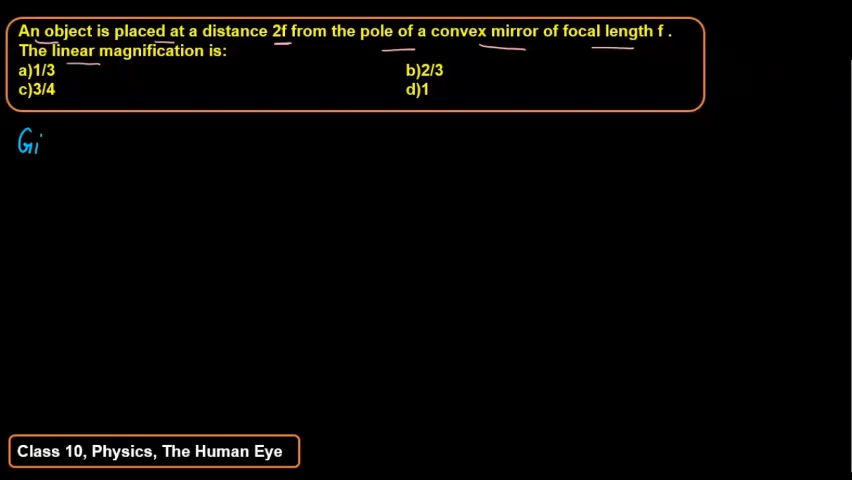 An object is placed at a distance 2f from the pole of a convex mirror of focal length f .
The linear magnification is:
a)1/3 b)2/3
c)3/4 d)1
Gi
Class 10, Physics, The Human Eye